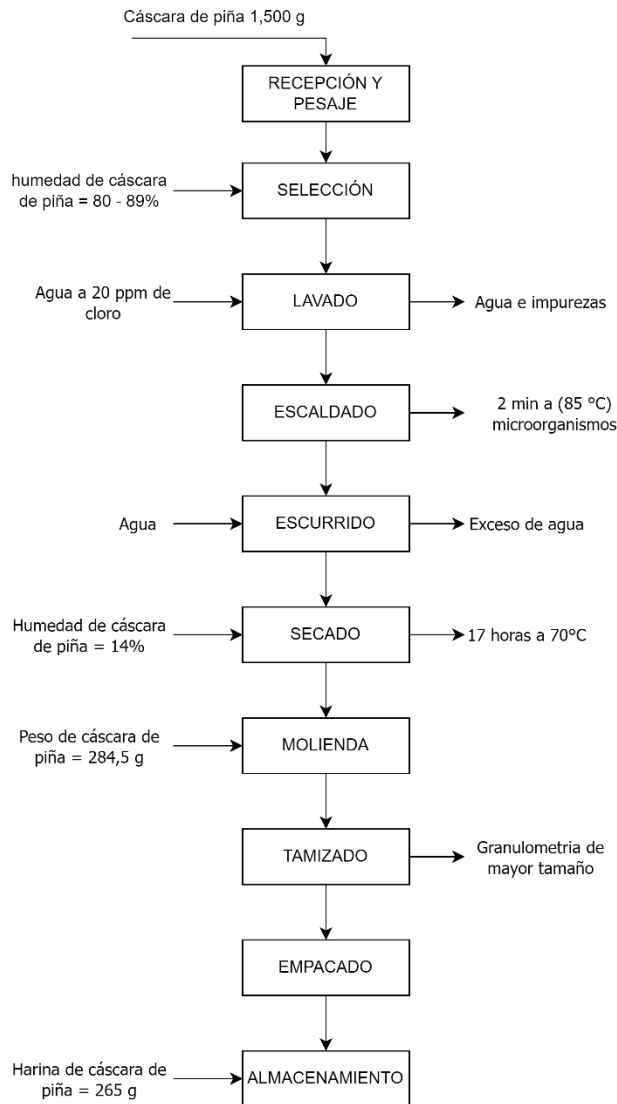 Cáscara de piña 1,500 g
RECEPCIÓN Y
PESAJE
humedad de cáscara
de piña = 80 - 89%
SELECCIÓN
Agua a 20 ppm de
cloro
LAVADO
Agua e impurezas
ESCALDADO
2 min a (85 °C)
microorganismos
Agua
ESCURRIDO
Exceso de agua
Humedad de cáscara
de piña = 14%
SECADO
17 horas a 70°C
Peso de cáscara de
piña = 284,5 g
MOLIENDA
TAMIZADO
Granulometria de
mayor tamaño
EMPACADO
Harina de cáscara de
piña = 265 g
ALMACENAMIENTO